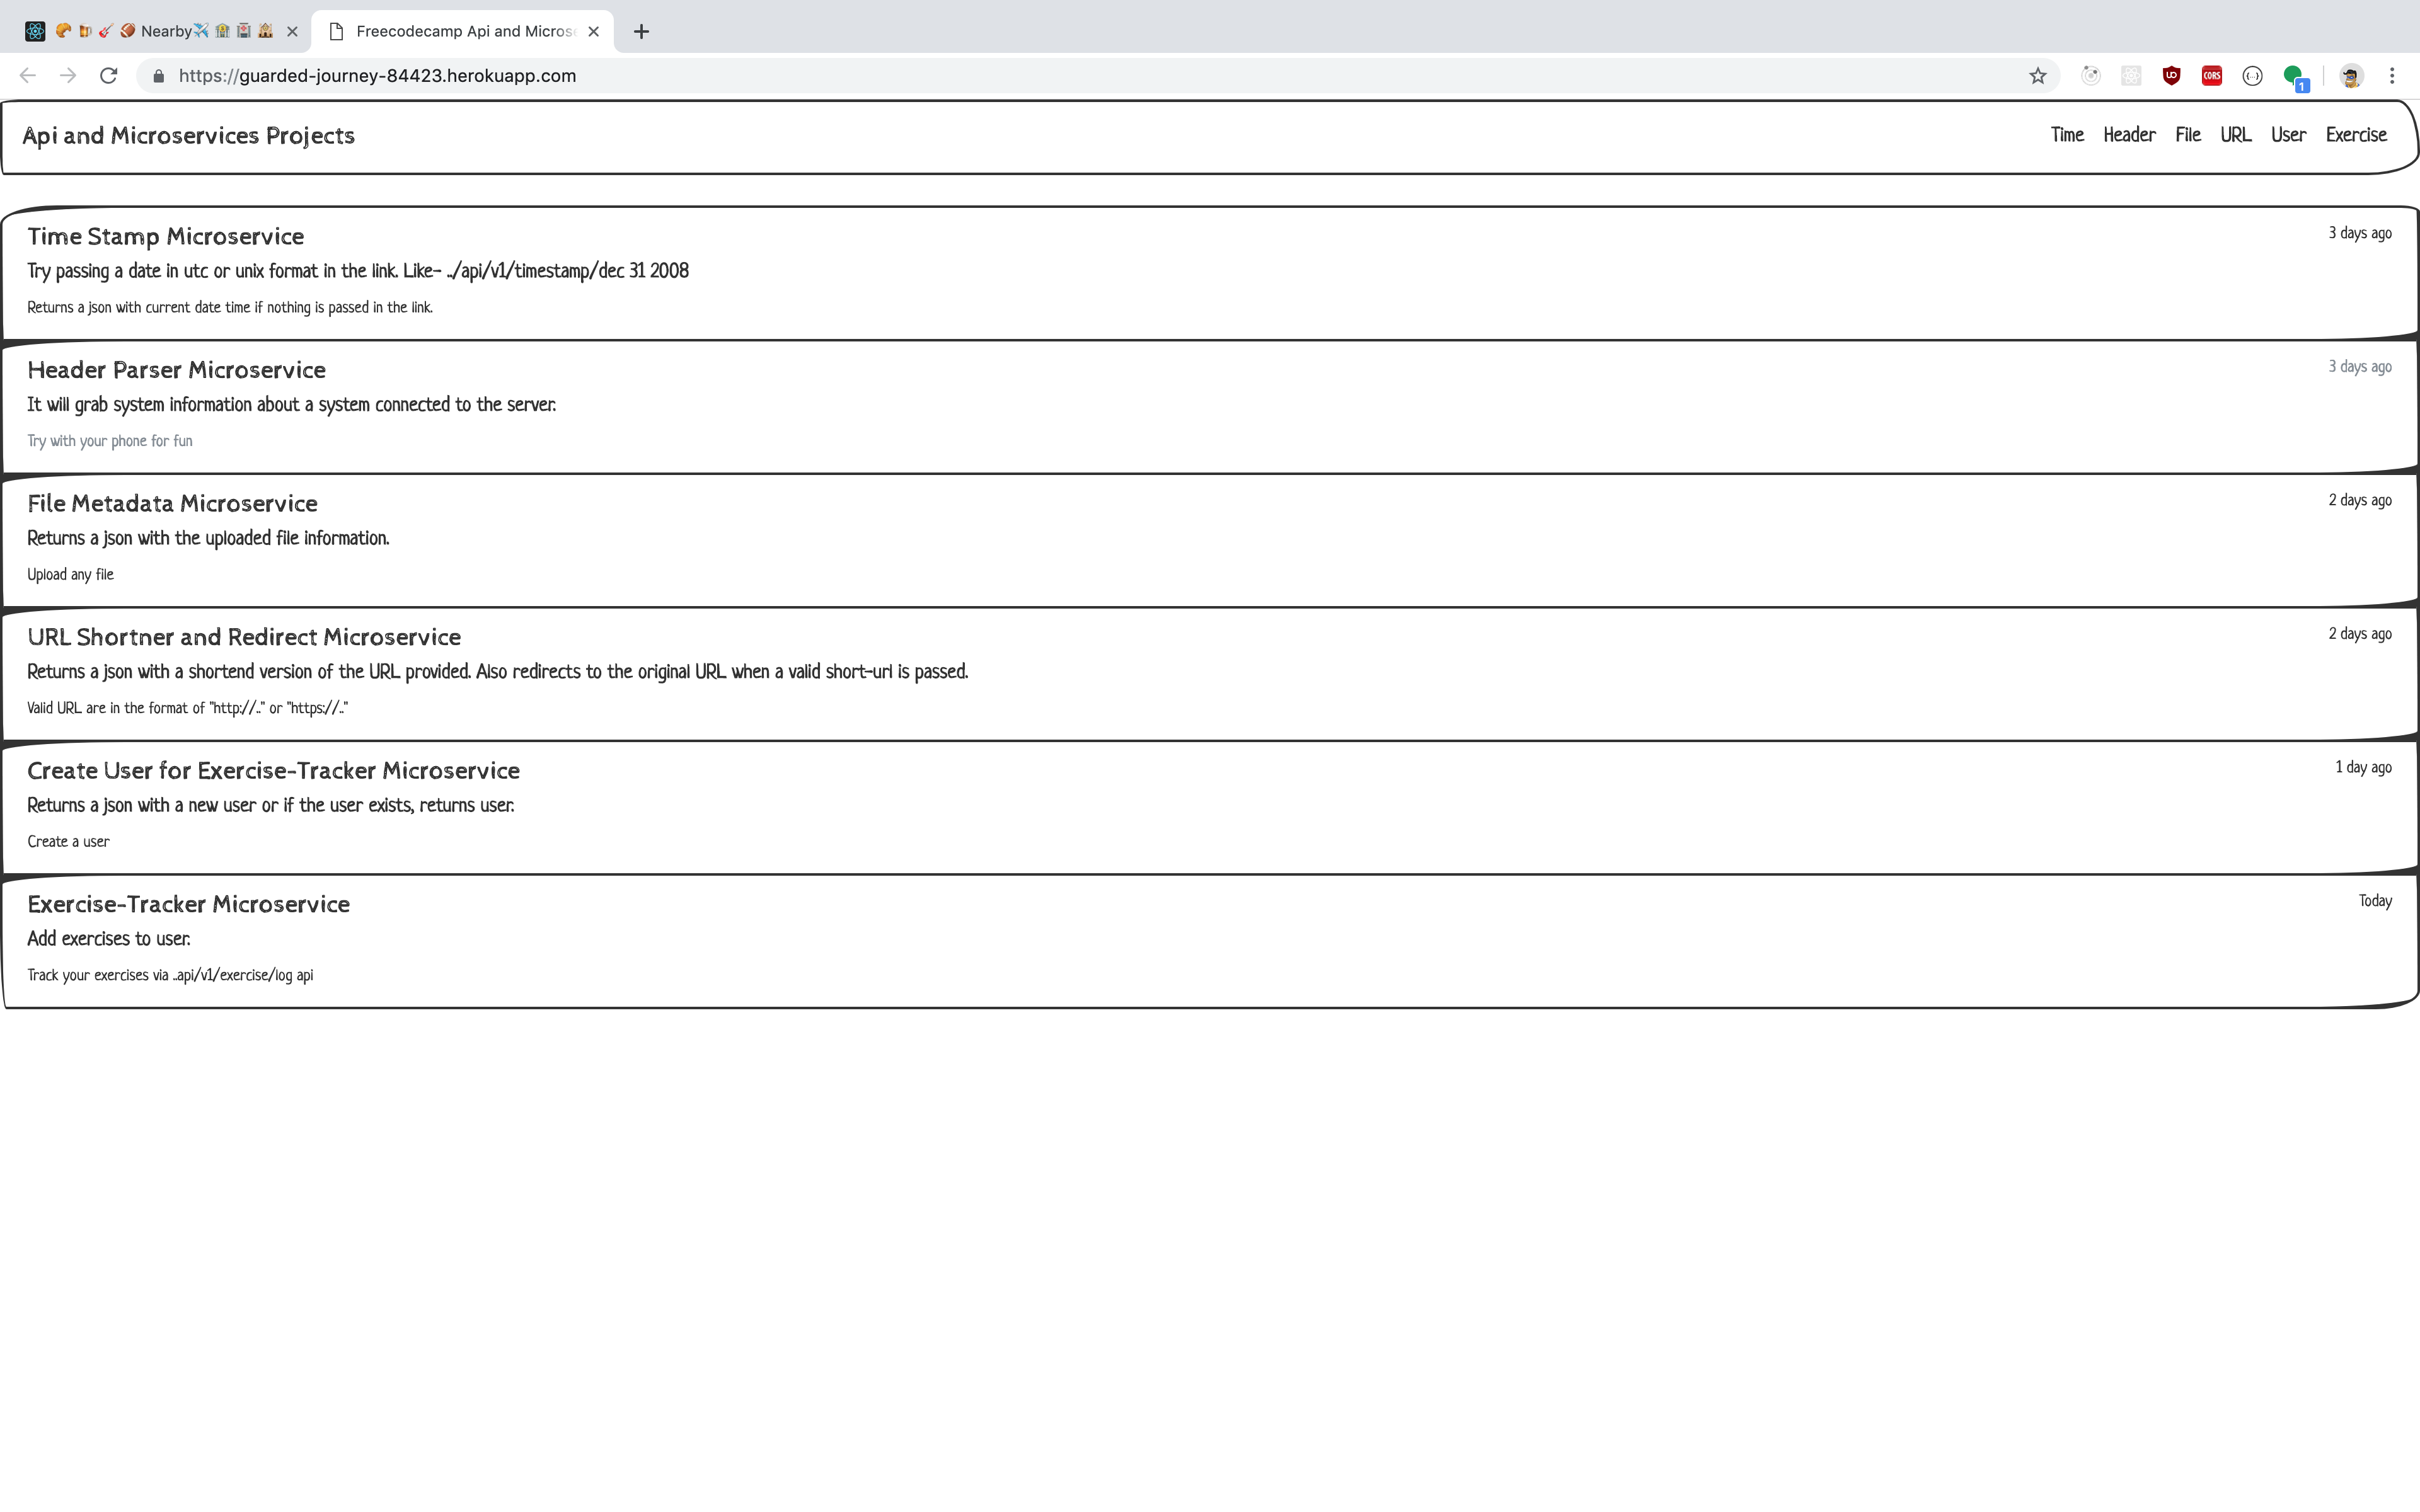 Nearby
Freecodecamp Api and Micros
https://guarded-journey-84423.herokuapp.com
UO
CORS
{...}
1
Api and Microservices Projects
Time Header File URL User Exercise
Time Stamp Microservice
3 days ago
Try passing a date in utc or unix format in the link. Like- ../api/v1/timestamp/dec 31 2008
Returns a json with current date time if nothing is passed in the link.
Header Parser Microservice
3 days ago
It will grab system information about a system connected to the server.
Try with your phone for fun
File Metadata Microservice
2 days ago
Returns a json with the uploaded file information.
Upload any file
URL Shortner and Redirect Microservice
2 days ago
Returns a json with a shortend version of the URL provided. Also redirects to the original URL when a valid short-url is passed.
Valid URL are in the format of "http://.." or "https://.."
Create User for Exercise-Tracker Microservice
1 day ago
Returns a json with a new user or if the user exists, returns user.
Create a user
Exercise-Tracker Microservice
Today
Add exercises to user.
Track your exercises via ..api/v1/exercise/log api